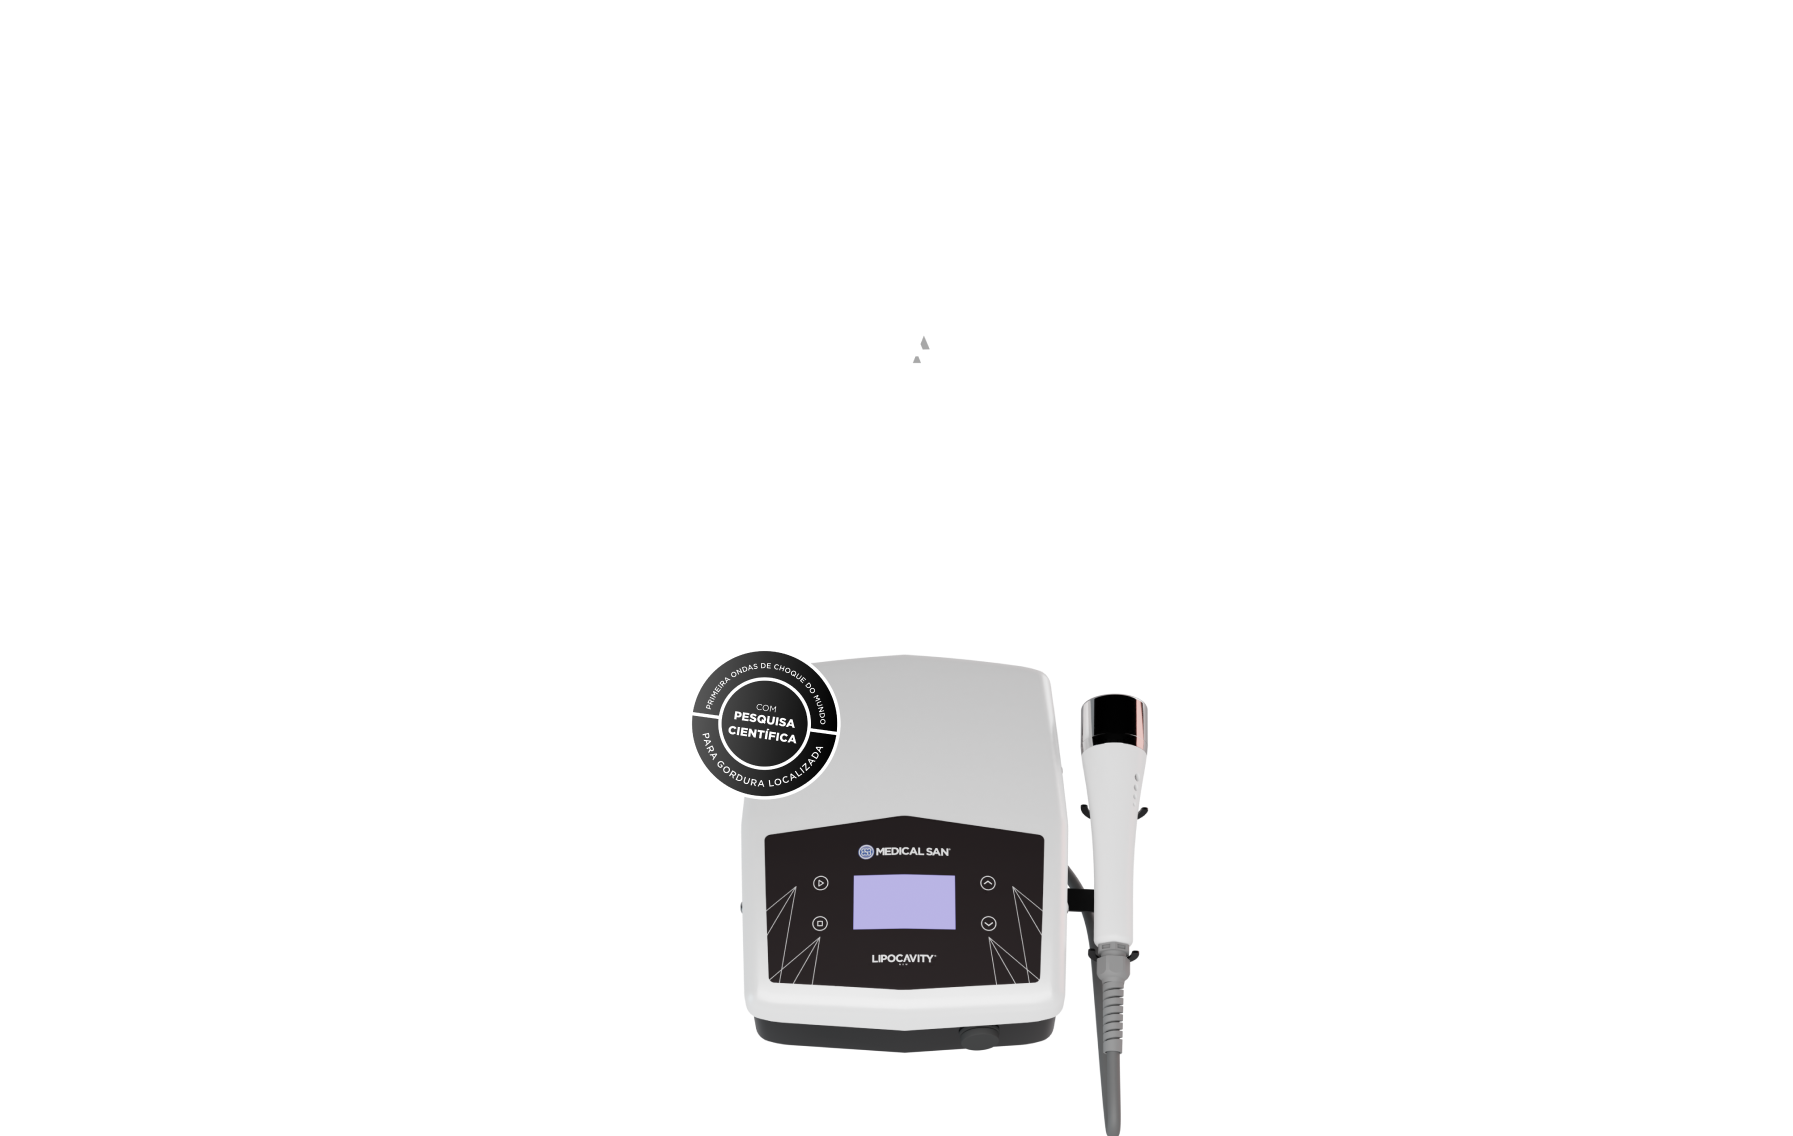 PRIMEIRA ONDAS DE CHOQUE DO MUNDO
COM
PESQUISA
CIENTÍFICA
PARA GORDURA LOCALIZADA
MEDICAL SAN
LIPOCAVITY